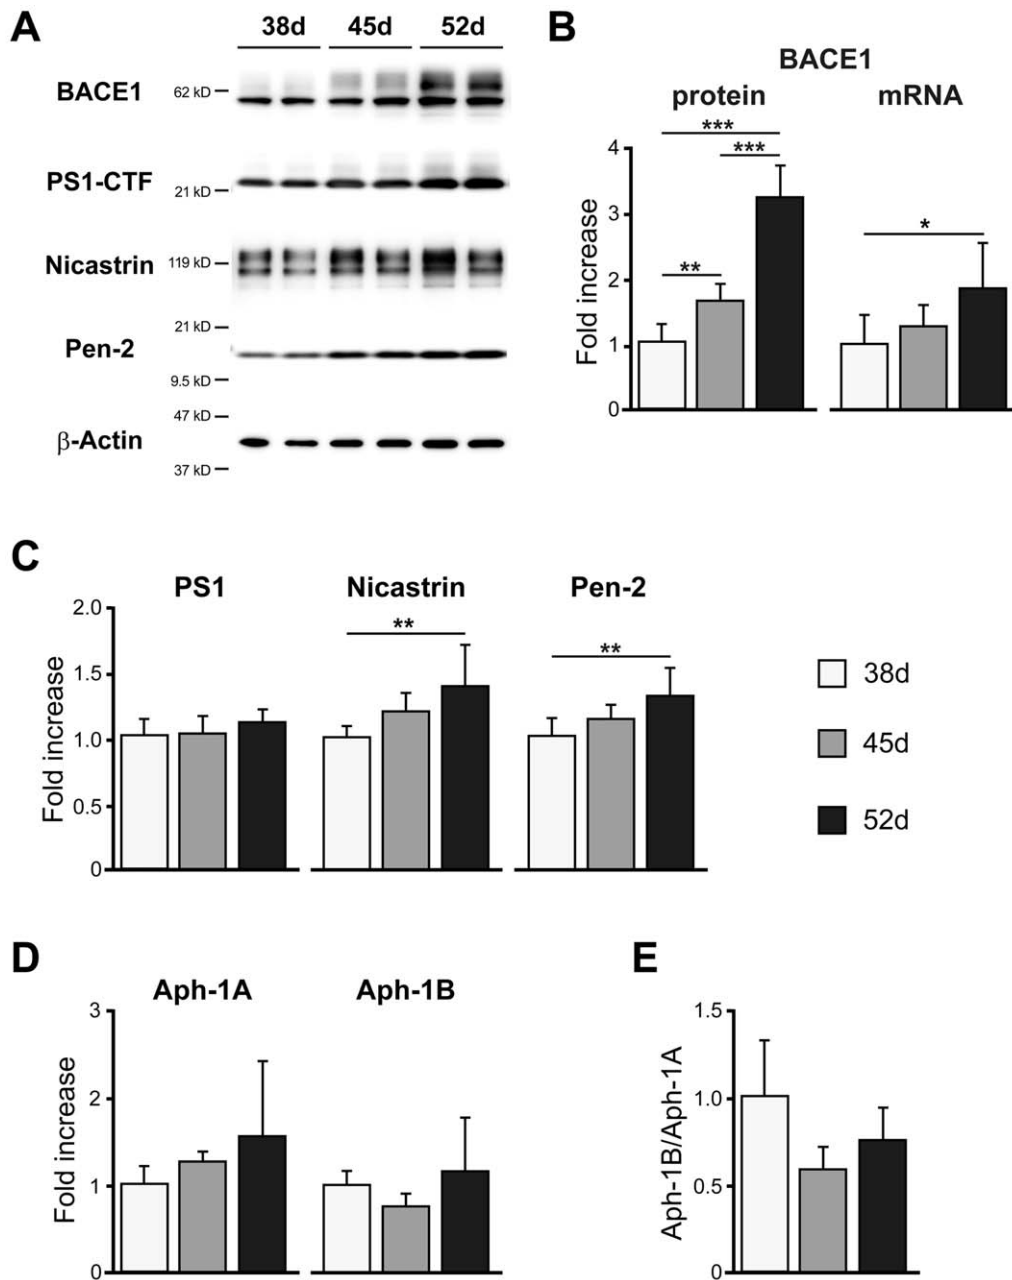 A
38d 45d 52d
BACE1
62 kD
PS1-CTF
21 kD
Nicastrin
119 kD
21 kD
Pen-2
9.5 kD
47 kD
β-Actin
37 kD
B
BACE1
protein mRNA
***
***
**
*
Fold increase
4
3
2
1
0
C
PS1 Nicastrin Pen-2
**
**
Fold increase
2.0
1.5
1.0
0.5
0
38d
45d
52d
D
Aph-1A Aph-1B
Fold increase
3
2
1
0
E
Aph-1B/Aph-1A
1.5
1.0
0.5
0